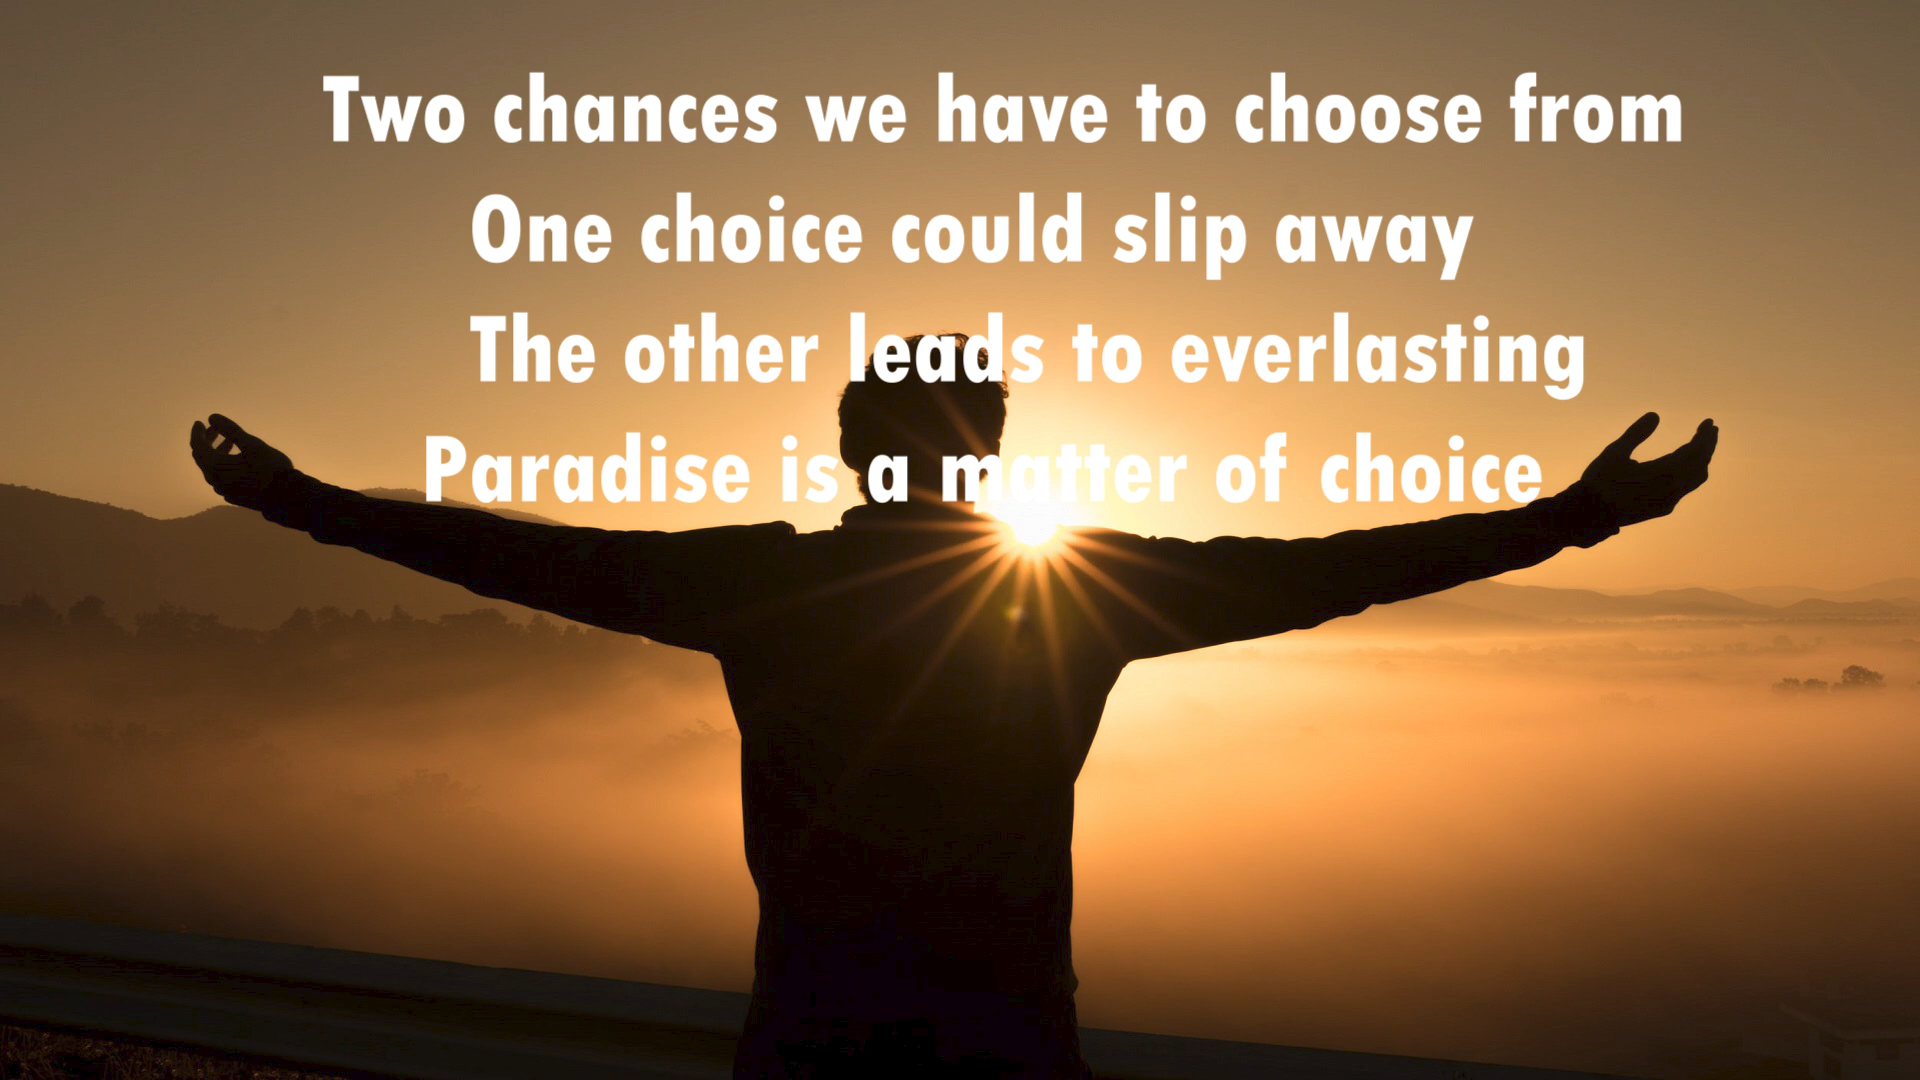 Two chances we have to choose from
One choice could slip away
The other leads to everlasting
Paradise is a matter of choice